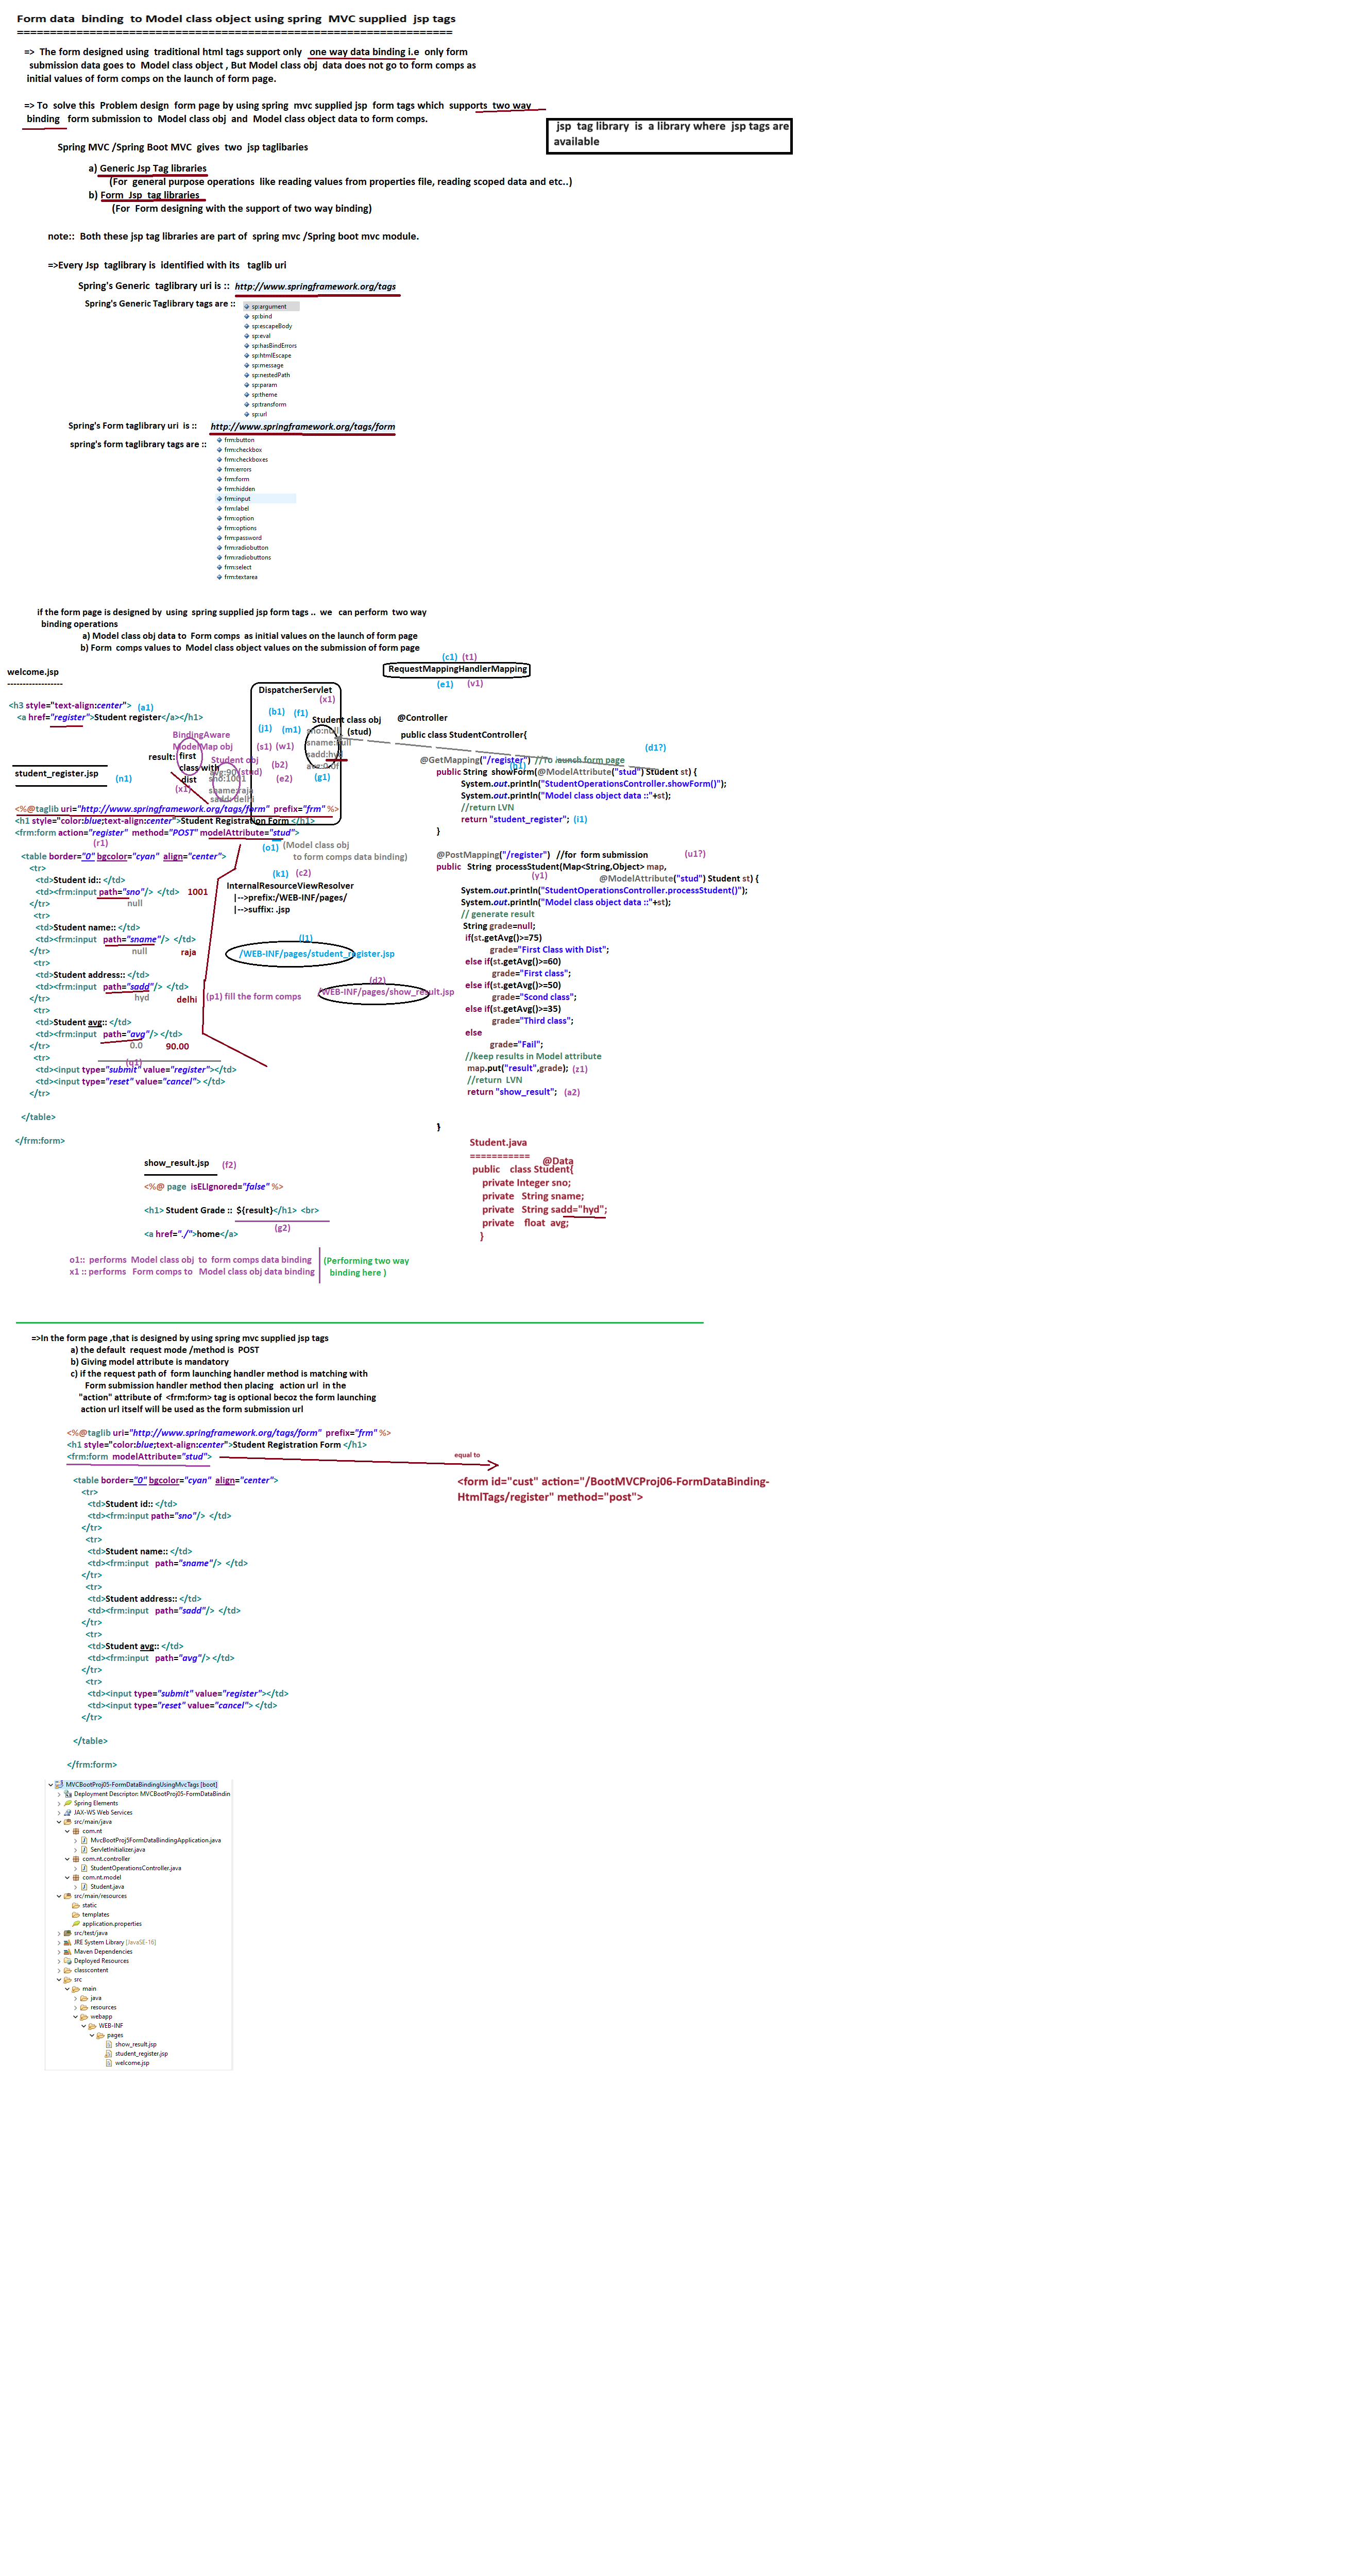 Form data binding to Model class object using spring MVC supplied jsp tags
====================================================================
=> The form designed using traditional html tags support only one way data binding i.e only form
submission data goes to Model class object , But Model class obj data does not go to form comps as
initial values of form comps on the launch of form page.
=> To solve this Problem design form page by using spring mvc supplied jsp form tags which supports two way
binding form submission to Model class obj and Model class object data to form comps.
jsp tag library is a library where jsp tags are
available
Spring MVC /Spring Boot MVC gives two jsp taglibaries
a) Generic Jsp Tag libraries
(For general purpose operations like reading values from properties file, reading scoped data and etc..)
b) Form Jsp tag libraries
(For Form designing with the support of two way binding)
note:: Both these jsp tag libraries are part of spring mvc /Spring boot mvc module.
=>Every Jsp taglibrary is identified with its taglib uri
Spring's Generic taglibrary uri is :: http://www.springframework.org/tags
Spring's Generic Taglibrary tags are ::
sp:argument
sp:bind
sp:escapeBody
sp:eval
sp:hasBindErrors
sp:htmlEscape
sp:message
sp:nestedPath
sp:param
sp:theme
sp:transform
sp:url
Spring's Form taglibrary uri is :: http://www.springframework.org/tags/form
spring's form taglibrary tags are ::
frm:button
frm:checkbox
frm:checkboxes
frm:errors
frm:form
frm:hidden
frm:input
frm:label
frm:option
frm:options
frm:password
frm:radiobutton
frm:radiobuttons
frm:select
frm:textarea
if the form page is designed by using spring supplied jsp form tags .. we can perform two way
binding operations
a) Model class obj data to Form comps as initial values on the launch of form page
b) Form comps values to Model class object values on the submission of form page
(c1) (t1)
RequestMappingHandlerMapping
(e1) (v1)
welcome.jsp
------------------
<h3 style="text-align:center"> (a1)
<a href="register">Student register</a></h1>
DispatcherServlet
(x1)
(b1) (f1)
(j1) (m1)
(s1) (w1)
(b2)
(e2)
(g1)
Student class obj
(stud)
sno:null
sname:null
sadd:hyd
avg:0.0f
BindingAware
ModelMap obj
result: first
class with
dist
(x1)
Student obj
(stud)
avg:90
sno:1001
sname:raja
sadd: delhi
student_register.jsp
(n1)
<%@taglib uri="http://www.springframework.org/tags/form" prefix="frm" %>
<h1 style="color:blue;text-align:center">Student Registration Form </h1>
<frm:form action="register" method="POST" modelAttribute="stud">
(r1)
<table border="0" bgcolor="cyan" align="center">
<tr>
<td>Student id:: </td>
<td><frm:input path="sno"/> </td> 1001
</tr> null
<tr>
<td>Student name:: </td>
<td><frm:input path="sname"/> </td>
</tr> null raja
<tr>
<td>Student address:: </td>
<td><frm:input path="sadd"/> </td>
</tr> hyd delhi
<tr>
<td>Student avg:: </td>
<td><frm:input path="avg"/> </td>
</tr> 0.0 90.00
<tr>
(q1)
<td><input type="submit" value="register"></td>
<td><input type="reset" value="cancel"> </td>
</tr>
</table>
</frm:form>
(o1) (Model class obj
to form comps data binding)
(k1) (c2)
InternalResourceViewResolver
|-->prefix:/WEB-INF/pages/
|-->suffix: .jsp
(l1)
/WEB-INF/pages/student_register.jsp
(d2)
/WEB-INF/pages/show_result.jsp
(p1) fill the form comps
@Controller
public class StudentController{
(d1?)
@GetMapping("/register") //to launch form page
(h1)
public String showForm(@ModelAttribute("stud") Student st) {
System.out.println("StudentOperationsController.showForm()");
System.out.println("Model class object data ::"+st);
//return LVN
return "student_register"; (i1)
}
@PostMapping("/register") //for form submission (u1?)
public String processStudent(Map<String,Object> map,
(y1)
@ModelAttribute("stud") Student st) {
System.out.println("StudentOperationsController.processStudent()");
System.out.println("Model class object data ::"+st);
// generate result
String grade=null;
if(st.getAvg()>=75)
grade="First Class with Dist";
else if(st.getAvg()>=60)
grade="First class";
else if(st.getAvg()>=50)
grade="Scond class";
else if(st.getAvg()>=35)
grade="Third class";
else
grade="Fail";
//keep results in Model attribute
map.put("result",grade); (z1)
//return LVN
return "show_result"; (a2)
}
Student.java
===========
@Data
public class Student{
private Integer sno;
private String sname;
private String sadd="hyd";
private float avg;
}
show_result.jsp (f2)
<%@ page isELIgnored="false" %>
<h1> Student Grade :: ${result}</h1> <br>
(g2)
<a href="./">home</a>
o1:: performs Model class obj to form comps data binding
x1 :: performs Form comps to Model class obj data binding
(Performing two way
binding here )
=>In the form page ,that is designed by using spring mvc supplied jsp tags
a) the default request mode /method is POST
b) Giving model attribute is mandatory
c) if the request path of form launching handler method is matching with
Form submission handler method then placing action url in the
"action" attribute of <frm:form> tag is optional becoz the form launching
action url itself will be used as the form submission url
<%@taglib uri="http://www.springframework.org/tags/form" prefix="frm" %>
<h1 style="color:blue;text-align:center">Student Registration Form </h1>
<frm:form modelAttribute="stud">
equal to
<form id="cust" action="/BootMVCProj06-FormDataBinding-
HtmlTags/register" method="post">
<table border="0" bgcolor="cyan" align="center">
<tr>
<td>Student id:: </td>
<td><frm:input path="sno"/> </td>
</tr>
<tr>
<td>Student name:: </td>
<td><frm:input path="sname"/> </td>
</tr>
<tr>
<td>Student address:: </td>
<td><frm:input path="sadd"/> </td>
</tr>
<tr>
<td>Student avg:: </td>
<td><frm:input path="avg"/> </td>
</tr>
<tr>
<td><input type="submit" value="register"></td>
<td><input type="reset" value="cancel"> </td>
</tr>
</table>
</frm:form>
MVCBootProj05-FormDataBindingUsingMvcTags [boot]
Deployment Descriptor: MVCBootProj05-FormDataBindin
Spring Elements
JAX-WS Web Services
src/main/java
com.nt
MvcBootProj5FormDataBindingApplication.java
ServletInitializer.java
com.nt.controller
StudentOperationsController.java
com.nt.model
Student.java
src/main/resources
static
templates
application.properties
src/test/java
JRE System Library [JavaSE-16]
Maven Dependencies
Deployed Resources
classcontent
src
main
java
resources
webapp
WEB-INF
pages
show_result.jsp
student_register.jsp
welcome.jsp